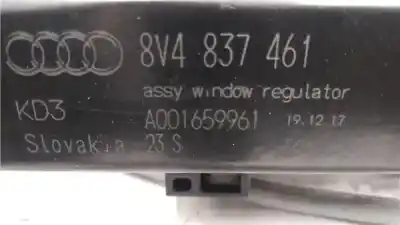 8V4 837 461
assy window regulator
KD3 A001659961 19.12.17
Slovakia 23 S